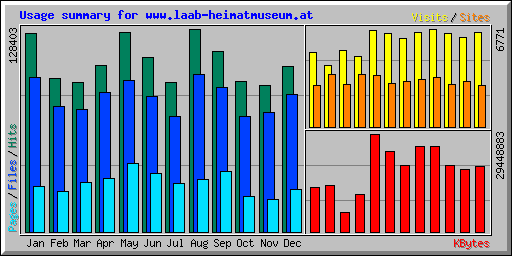 Usage summary for www.laab-heimatmuseum.at
Visits / Sites
128403
6771
Pages / Files / Hits
29448883
Jan Feb Mar Apr May Jun Jul Aug Sep Oct Nov Dec
KBytes